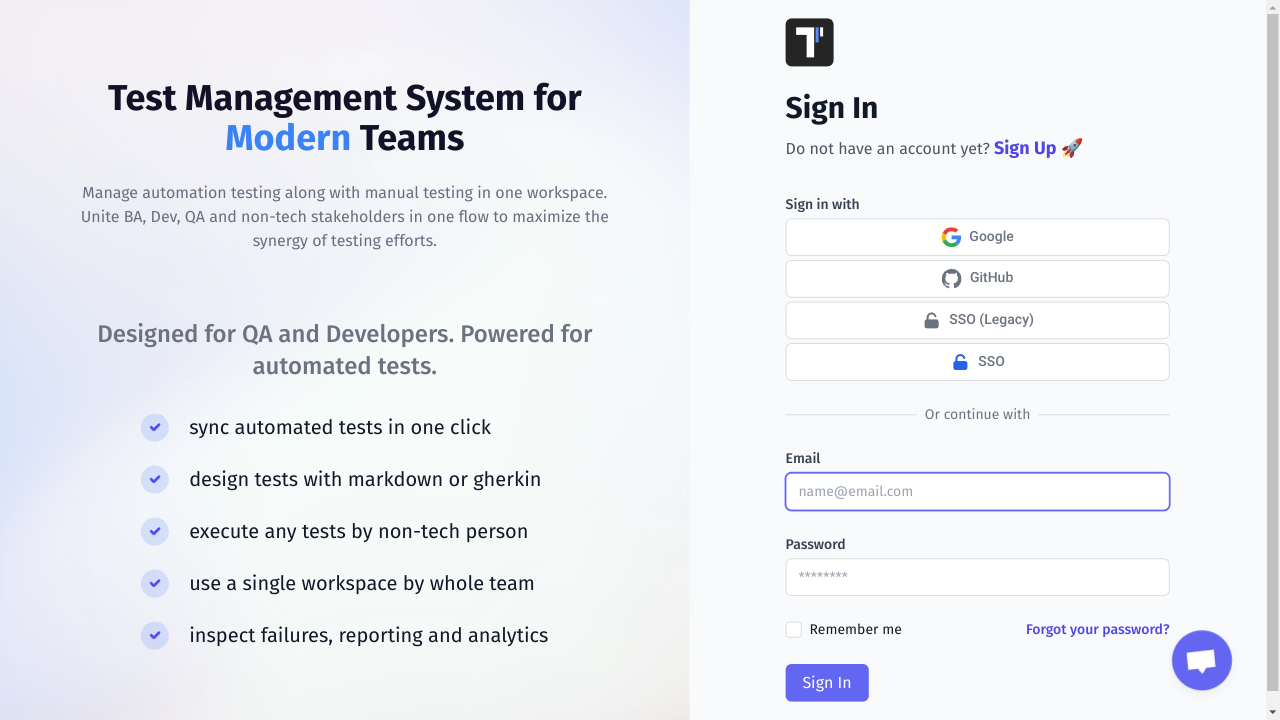 Test Management System for
Modern Teams
Manage automation testing along with manual testing in one workspace.
Unite BA, Dev, QA and non-tech stakeholders in one flow to maximize the
synergy of testing efforts.
Designed for QA and Developers. Powered for
automated tests.
sync automated tests in one click
design tests with markdown or gherkin
execute any tests by non-tech person
use a single workspace by whole team
inspect failures, reporting and analytics
Sign In
Do not have an account yet? Sign Up 🚀
Sign in with
Google
GitHub
SSO (Legacy)
SSO
Or continue with
Email
name@email.com
Password
********
Remember me
Forgot your password?
Sign In